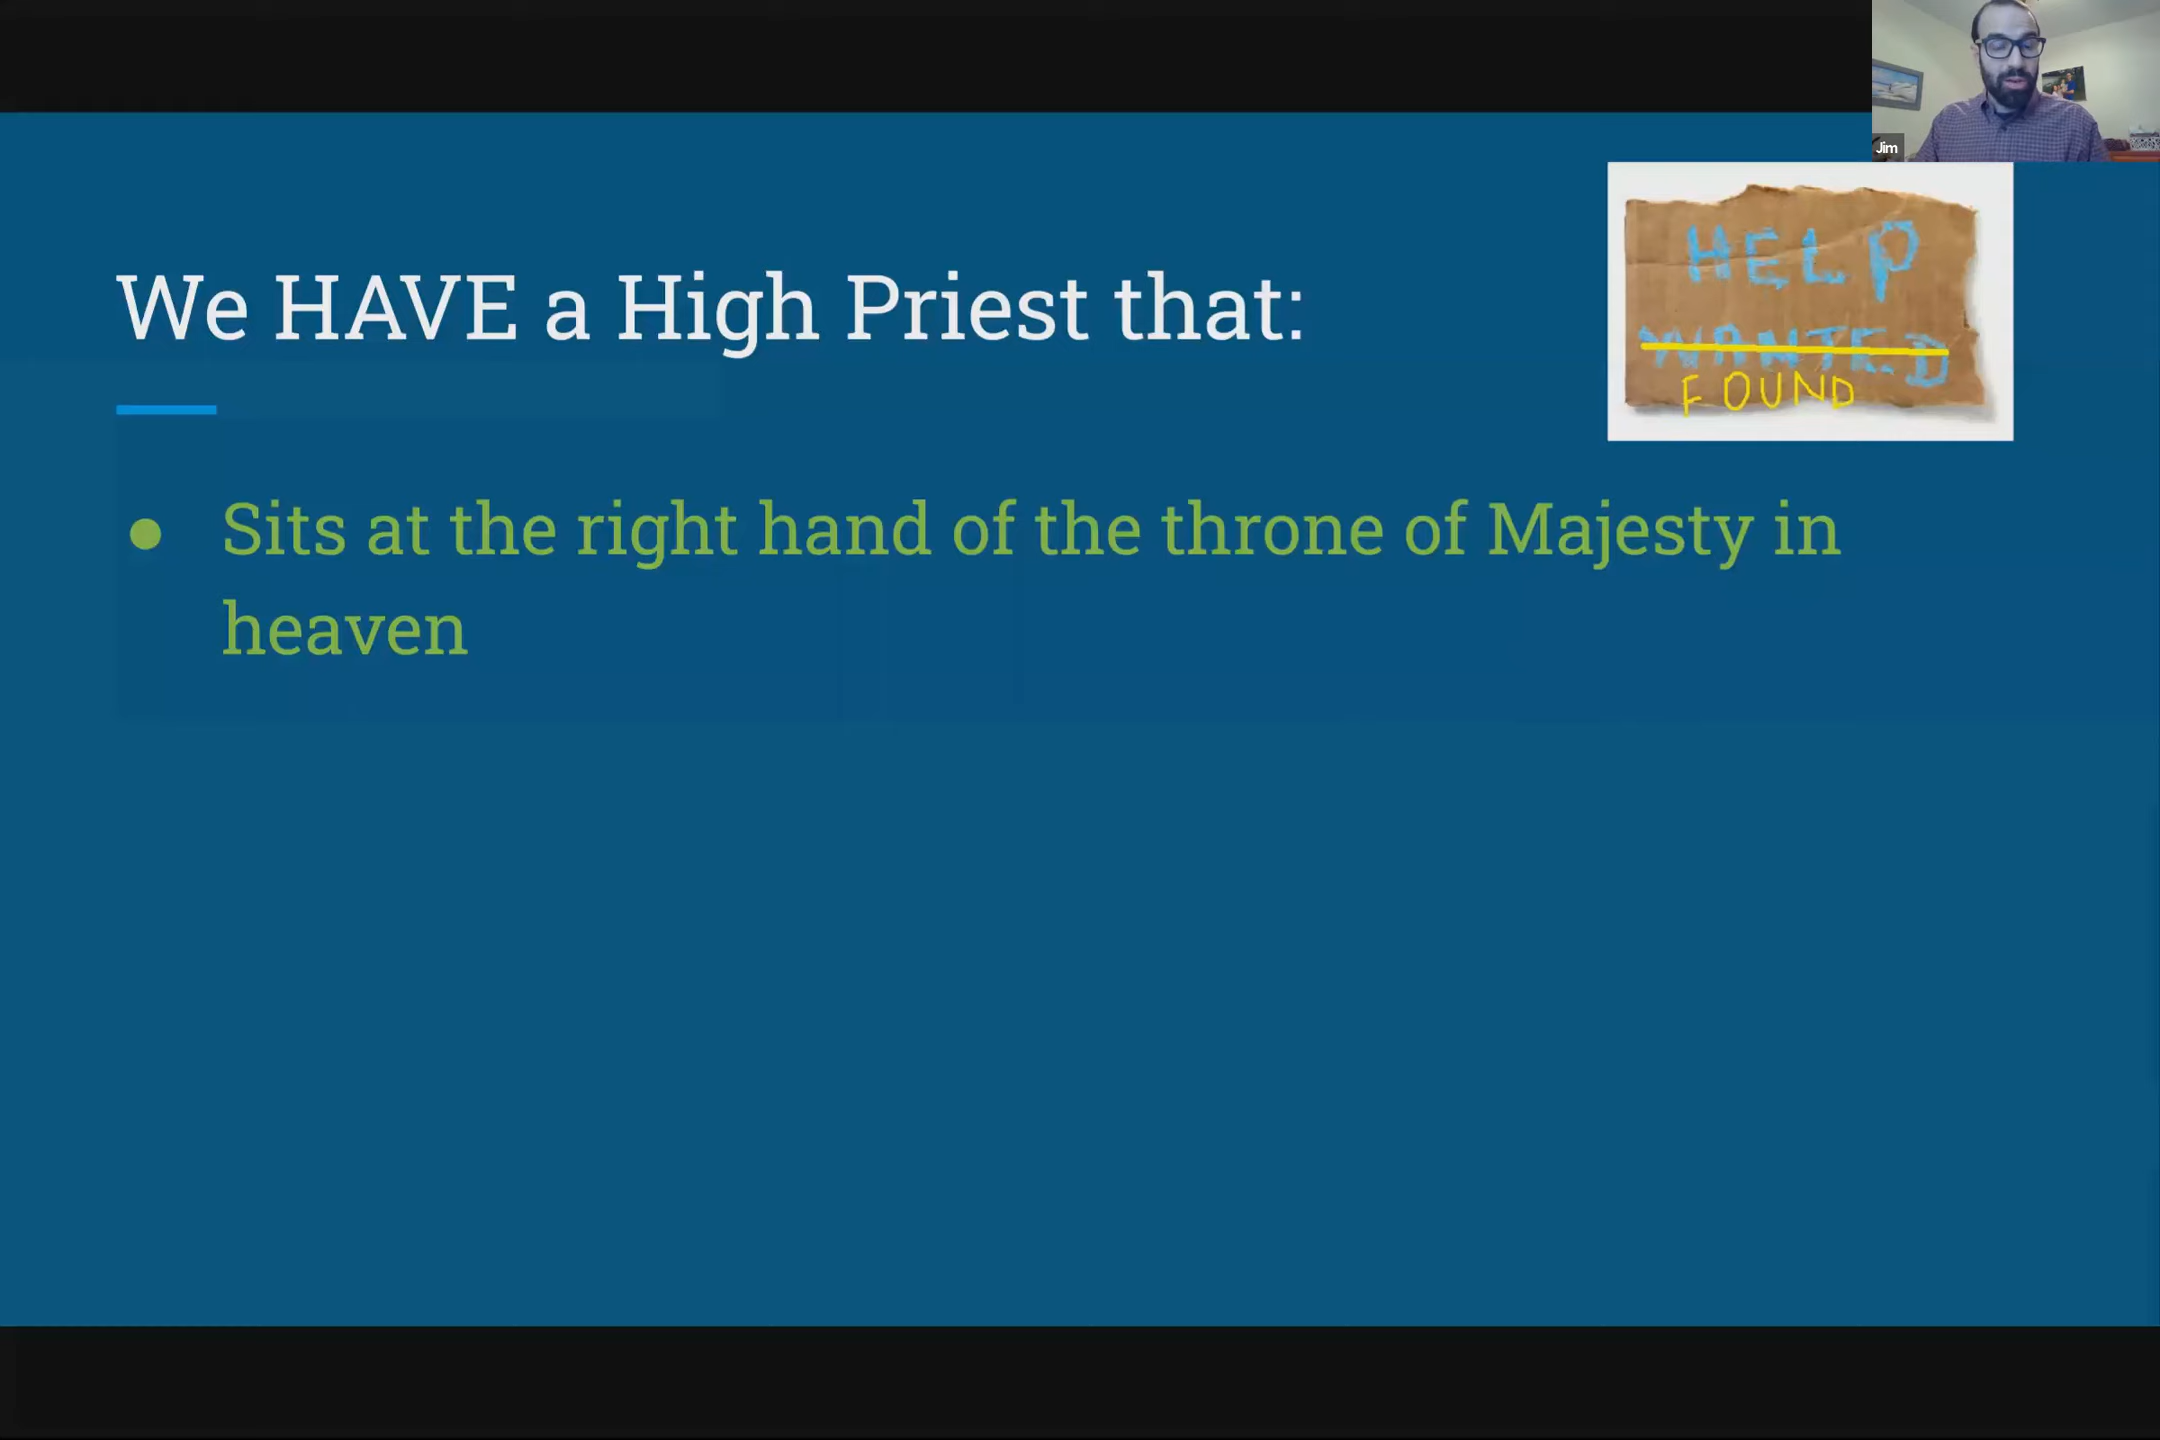 Jim
HELP
WANTED
FOUND
We HAVE a High Priest that:
● Sits at the right hand of the throne of Majesty in
heaven